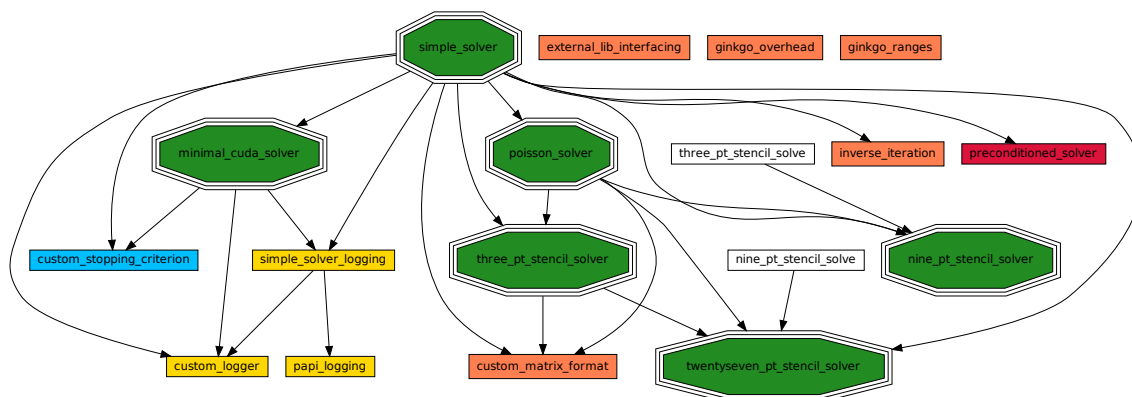 simple_solver
external_lib_interfacing
ginkgo_overhead
ginkgo_ranges
minimal_cuda_solver
poisson_solver
three_pt_stencil_solve
inverse_iteration
preconditioned_solver
custom_stopping_criterion
simple_solver_logging
three_pt_stencil_solver
nine_pt_stencil_solve
nine_pt_stencil_solver
custom_logger
papi_logging
custom_matrix_format
twentyseven_pt_stencil_solver